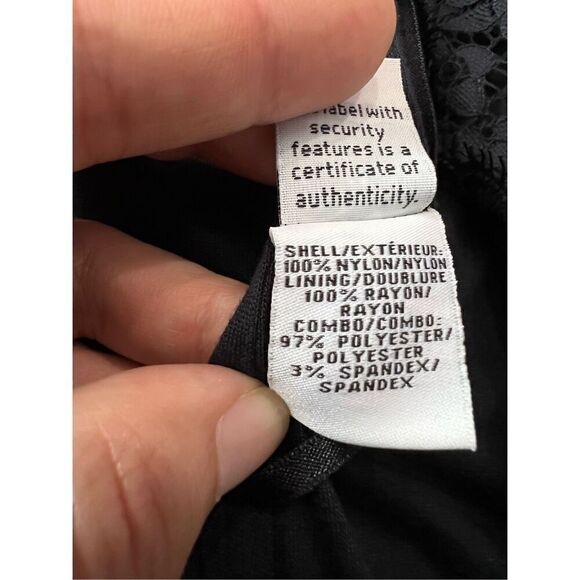 label with
security
features is a
certificate of
authenticity.
SHELL/EXTÉRIEUR:
100% NYLON/NYLON
LINING/DOUBLURE
100% RAYON/
RAYON
COMBO/COMBO:
97% POLYESTER/
POLYESTER
3% SPANDEX/
SPANDEX